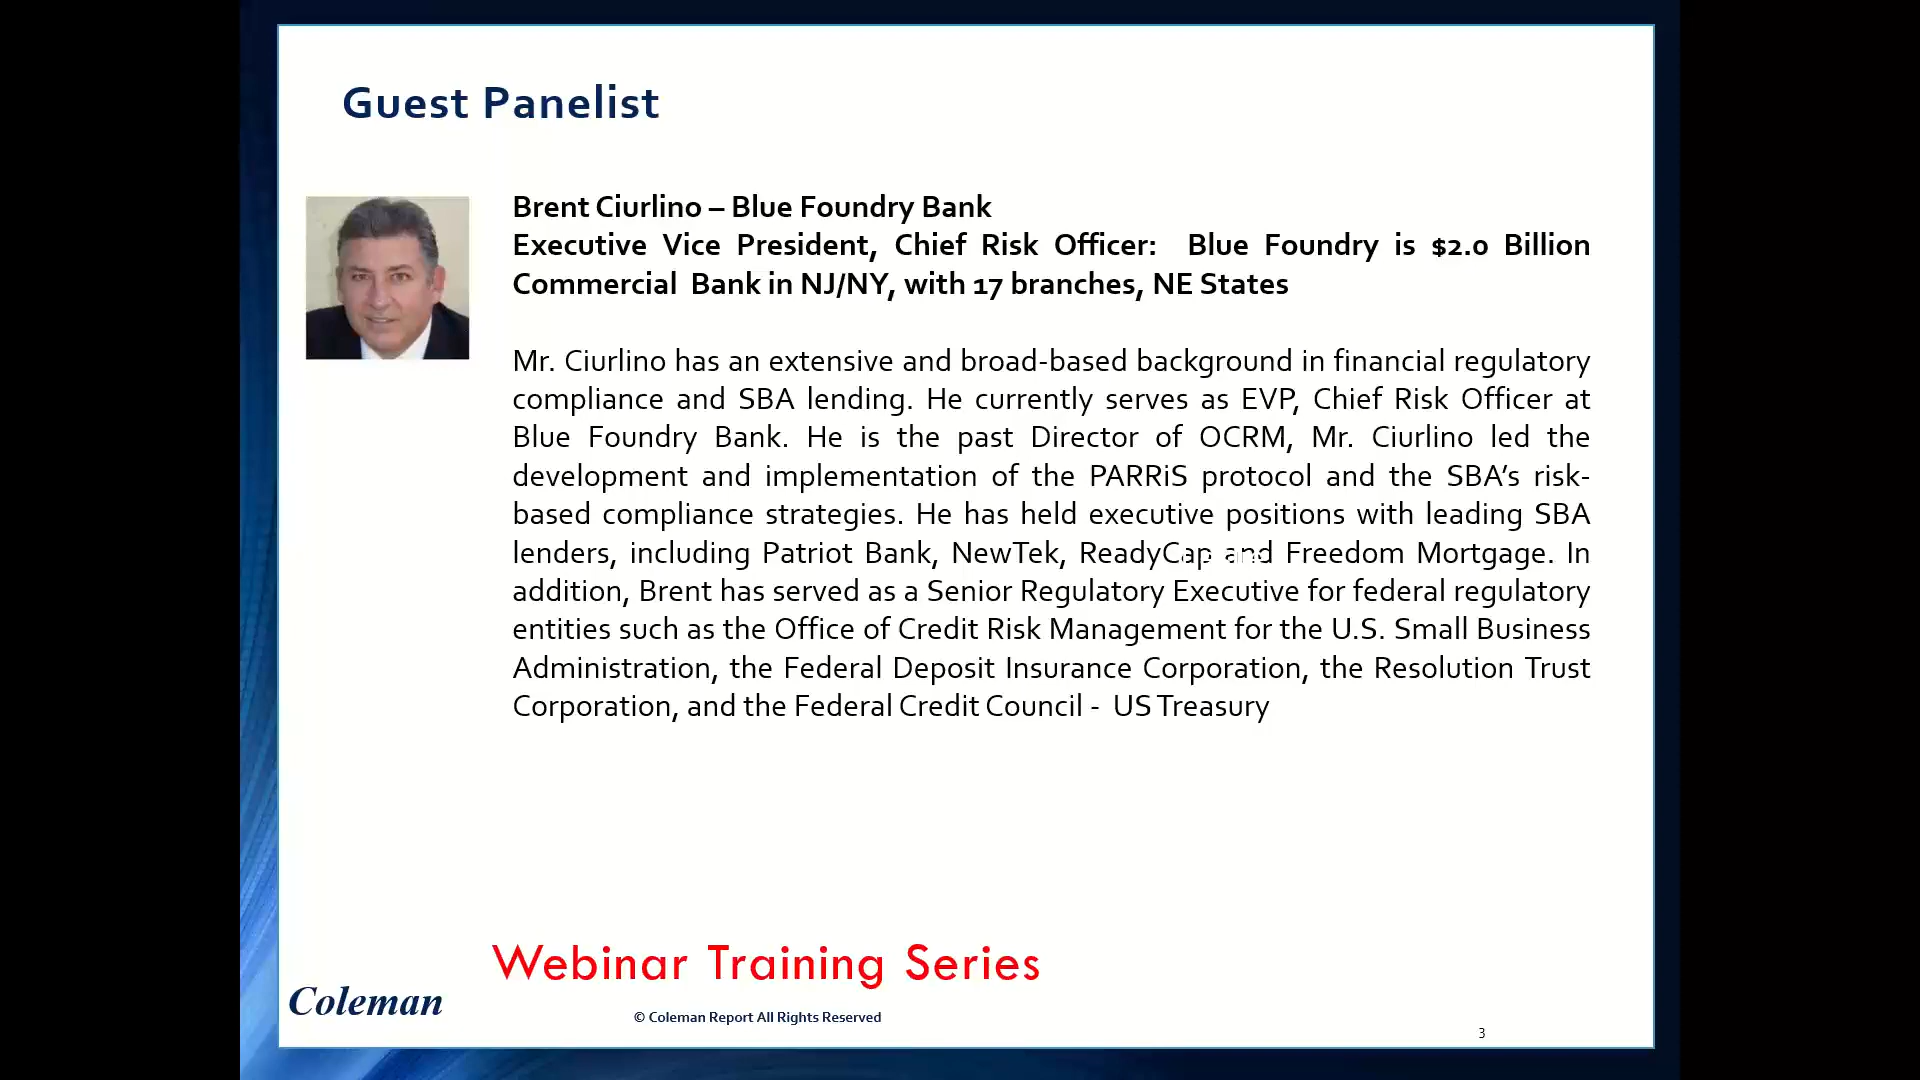 Guest Panelist
Brent Ciurlino – Blue Foundry Bank
Executive Vice President, Chief Risk Officer: Blue Foundry is $2.0 Billion
Commercial Bank in NJ/NY, with 17 branches, NE States
Mr. Ciurlino has an extensive and broad-based background in financial regulatory
compliance and SBA lending. He currently serves as EVP, Chief Risk Officer at
Blue Foundry Bank. He is the past Director of OCRM, Mr. Ciurlino led the
development and implementation of the PARRiS protocol and the SBA’s risk-
based compliance strategies. He has held executive positions with leading SBA
lenders, including Patriot Bank, NewTek, ReadyCap and Freedom Mortgage. In
addition, Brent has served as a Senior Regulatory Executive for federal regulatory
entities such as the Office of Credit Risk Management for the U.S. Small Business
Administration, the Federal Deposit Insurance Corporation, the Resolution Trust
Corporation, and the Federal Credit Council - US Treasury
Webinar Training Series
Coleman
© Coleman Report All Rights Reserved
3